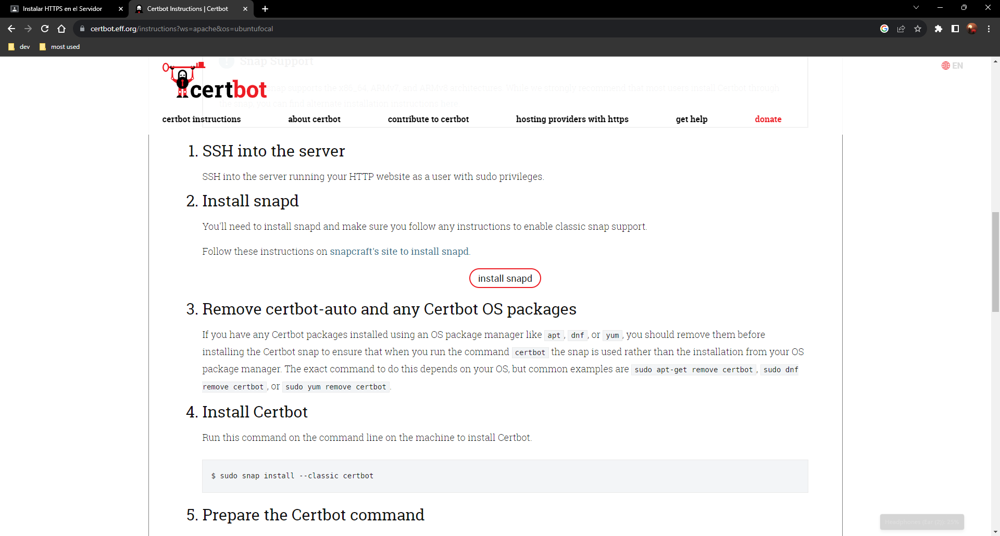 Instalar HTTPS en el Servidor
Certbot Instructions | Certbot
certbot.eff.org/instructions?ws=apache&os=ubuntufocal
dev
most used
Snap Support
EN
certbot
snap supports the x86_64, ARMv7, and ARMv8 architectures. While we strongly recommend that most users install Certbot through
the snap, you can find alternate installation instructions here
certbot instructions
about certbot
contribute to certbot
hosting providers with https
get help
donate
1. SSH into the server
SSH into the server running your HTTP website as a user with sudo privileges.
2. Install snapd
You'll need to install snapd and make sure you follow any instructions to enable classic snap support.
Follow these instructions on snapcraft's site to install snapd.
install snapd
3. Remove certbot-auto and any Certbot OS packages
If you have any Certbot packages installed using an OS package manager like apt, dnf, or yum, you should remove them before
installing the Certbot snap to ensure that when you run the command certbot the snap is used rather than the installation from your OS
package manager. The exact command to do this depends on your OS, but common examples are sudo apt-get remove certbot, sudo dnf
remove certbot, or sudo yum remove certbot.
4. Install Certbot
Run this command on the command line on the machine to install Certbot.
$ sudo snap install --classic certbot
5. Prepare the Certbot command